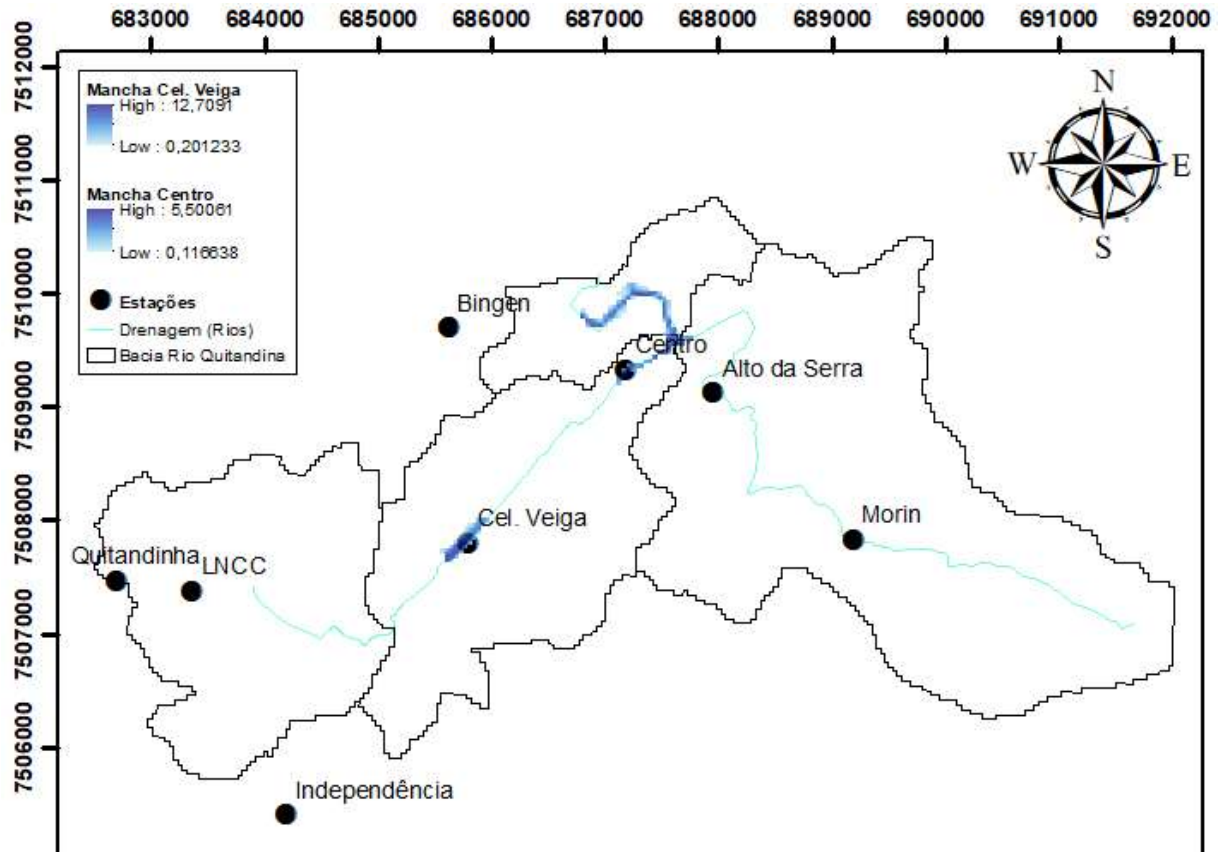 683000 684000 685000 686000 687000 688000 689000 690000 691000 692000
7512000
7511000
7510000
7509000
7508000
7507000
7506000
Mancha Cel. Veiga
High : 12,7091
Low : 0,201233
Mancha Centro
High : 5,50061
Low : 0,116638
Estações
Drenagem (Rios)
Bacia Rio Quitandina
N
W E
S
Bingen
Centro
Alto da Serra
Cel. Veiga
Morin
Quitandinha
LNCC
Independência